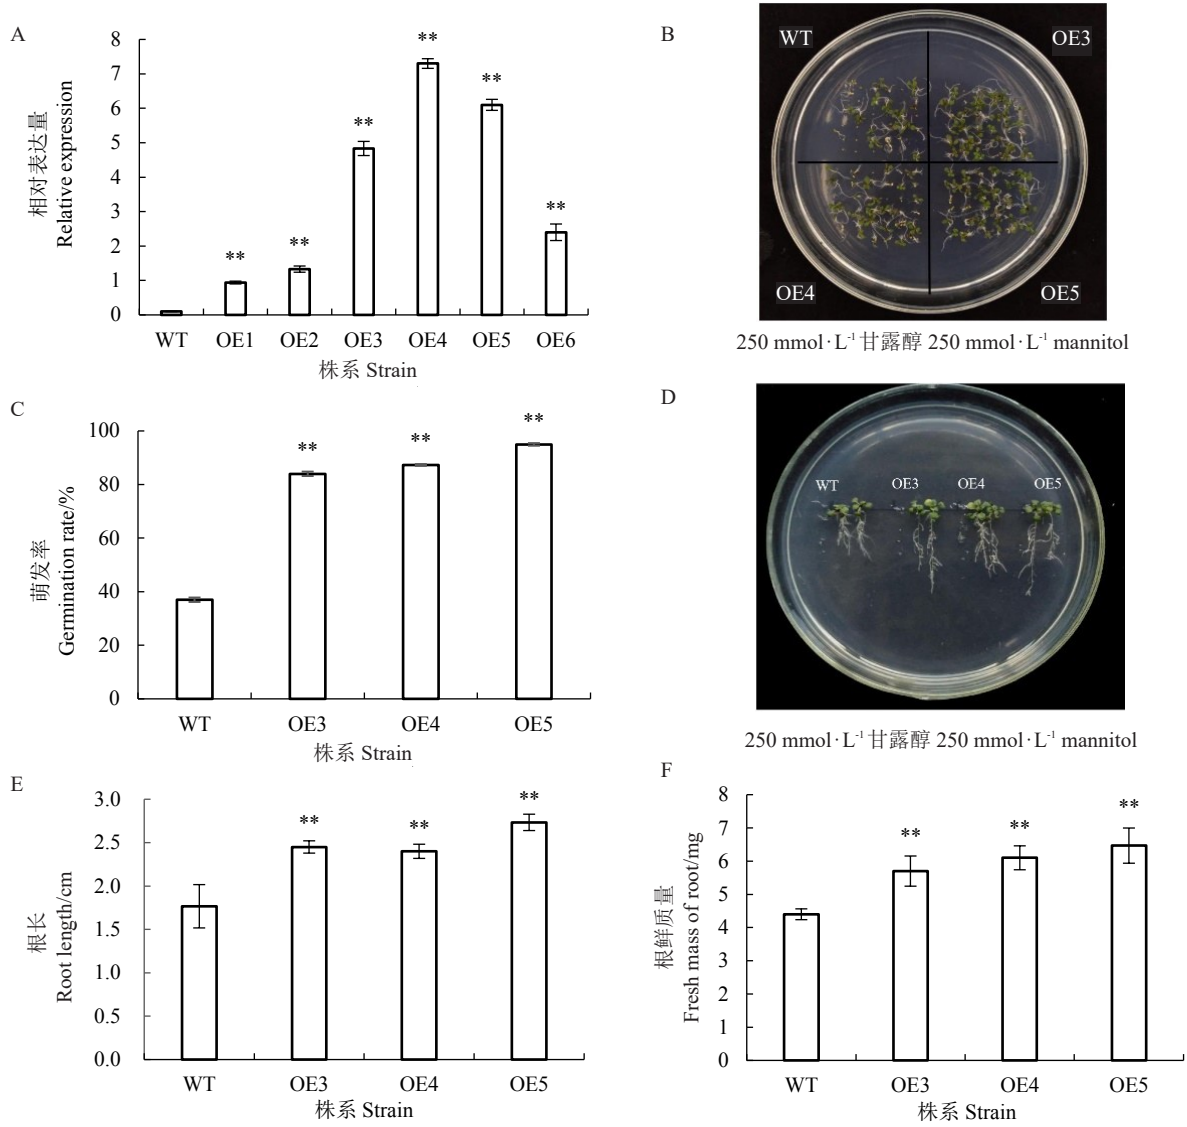 A
相对表达量
Relative expression
8
7
6
5
4
3
2
1
0
**
**
**
**
**
**
WT OE1 OE2 OE3 OE4 OE5 OE6
株系 Strain
B
WT
OE3
OE4
OE5
250 mmol·L⁻¹甘露醇 250 mmol·L⁻¹ mannitol
C
萌发率
Germination rate/%
100
80
60
40
20
0
**
**
**
WT OE3 OE4 OE5
株系 Strain
D
WT OE3 OE4 OE5
250 mmol·L⁻¹甘露醇 250 mmol·L⁻¹ mannitol
E
根长
Root length/cm
3.0
2.5
2.0
1.5
1.0
0.5
0.0
**
**
**
WT OE3 OE4 OE5
株系 Strain
F
根鲜质量
Fresh mass of root/mg
8
7
6
5
4
3
2
1
0
**
**
**
WT OE3 OE4 OE5
株系 Strain